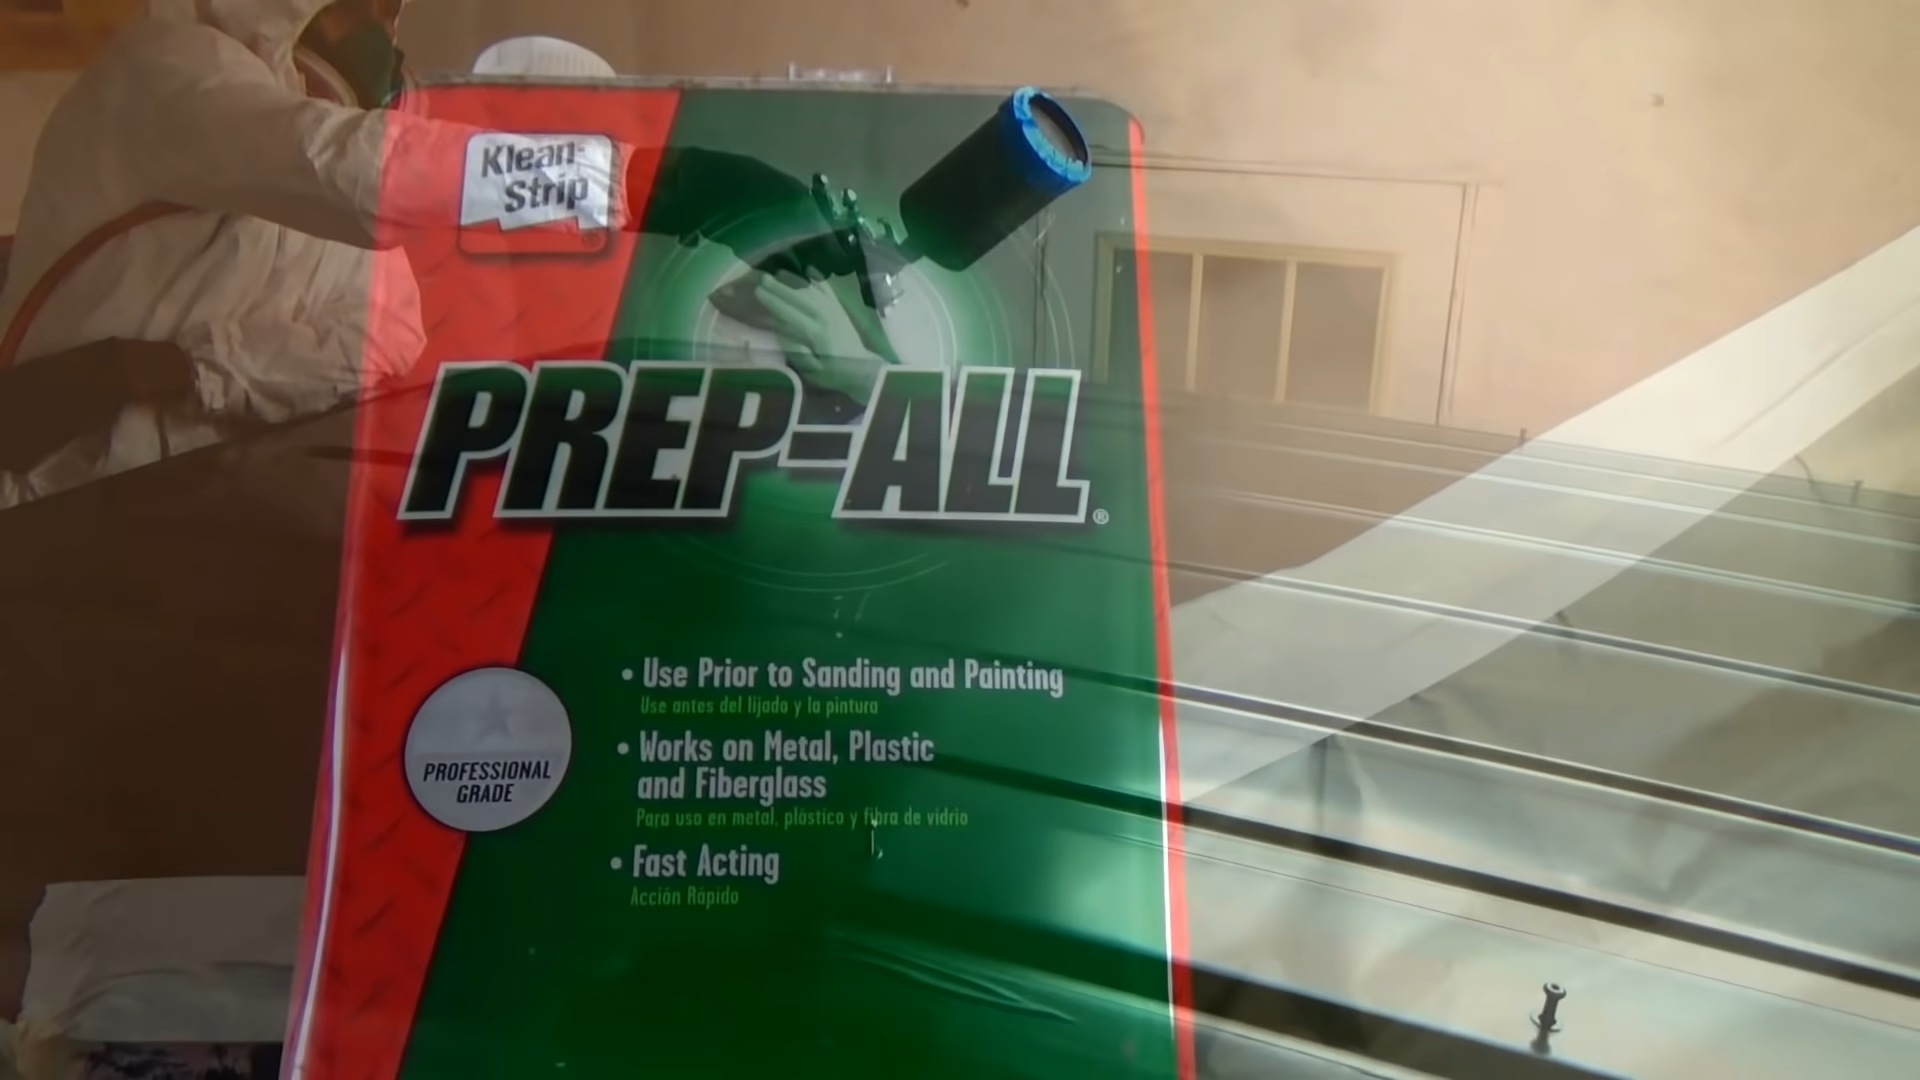 Klean-
Strip
®
PREP-ALL®
• Use Prior to Sanding and Painting
Use antes del lijado y la pintura
• Works on Metal, Plastic
and Fiberglass
Para uso en metal, plástico y fibra de vidrio
PROFESSIONAL
GRADE
• Fast Acting
Acción Rápido